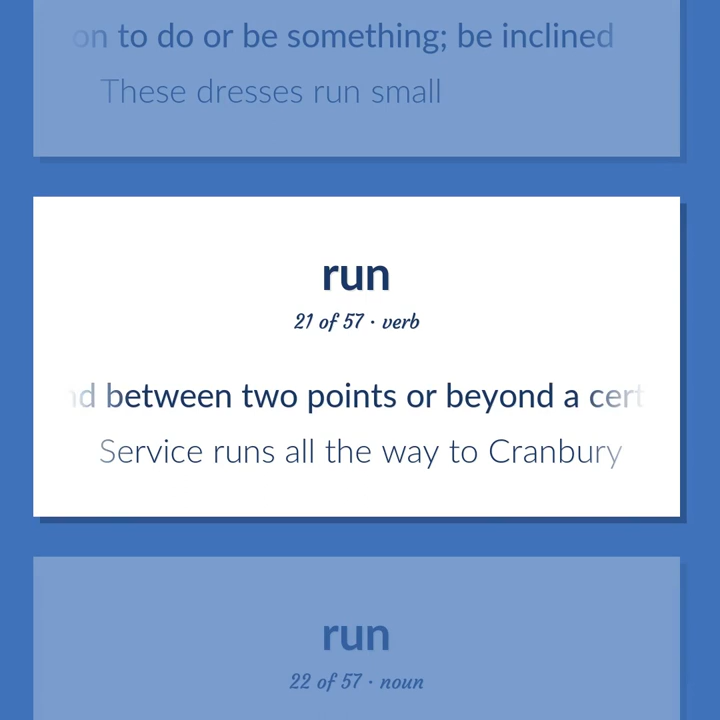 on to do or be something; be inclined
These dresses run small
run
21 of 57 · verb
between two points or beyond a
Service runs all the way to Cranbury
run
22 of 57 · noun